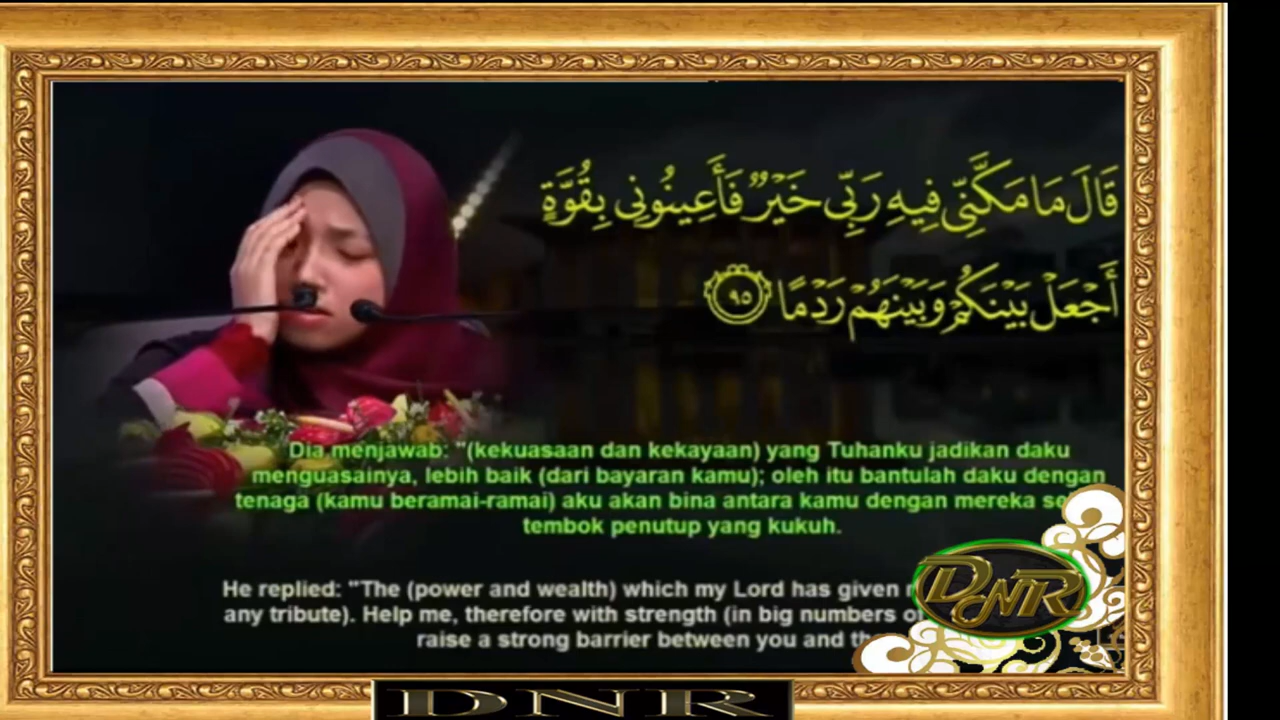 قَالَ مَا مَكَّنِّى فِيهِ رَبِّى خَيْرٌ فَأَعِينُونِى بِقُوَّةٍ
أَجْعَلْ بَيْنَكُمْ وَبَيْنَهُمْ رَدْمًا ٩٥
Dia menjawab: "(kekuasaan dan kekayaan) yang Tuhanku jadikan daku
menguasainya, lebih baik (dari bayaran kamu); oleh itu bantulah daku dengan
tenaga (kamu beramai-ramai) aku akan bina antara kamu dengan mereka
tembok penutup yang kukuh.
He replied: "The (power and wealth) which my Lord has given
any tribute). Help me, therefore with strength (in big numbers
raise a strong barrier between you and
DNR
DNR